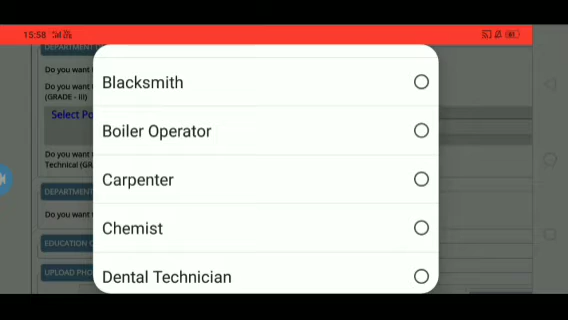 15:58
DEPARTMENT
Do you want
Blacksmith
Do you want
(GRADE - III)
Select Po
Boiler Operator
Do you want
Technical (GR
Carpenter
DEPARTMENT
Do you want
Chemist
EDUCATION
UPLOAD PHO
Dental Technician